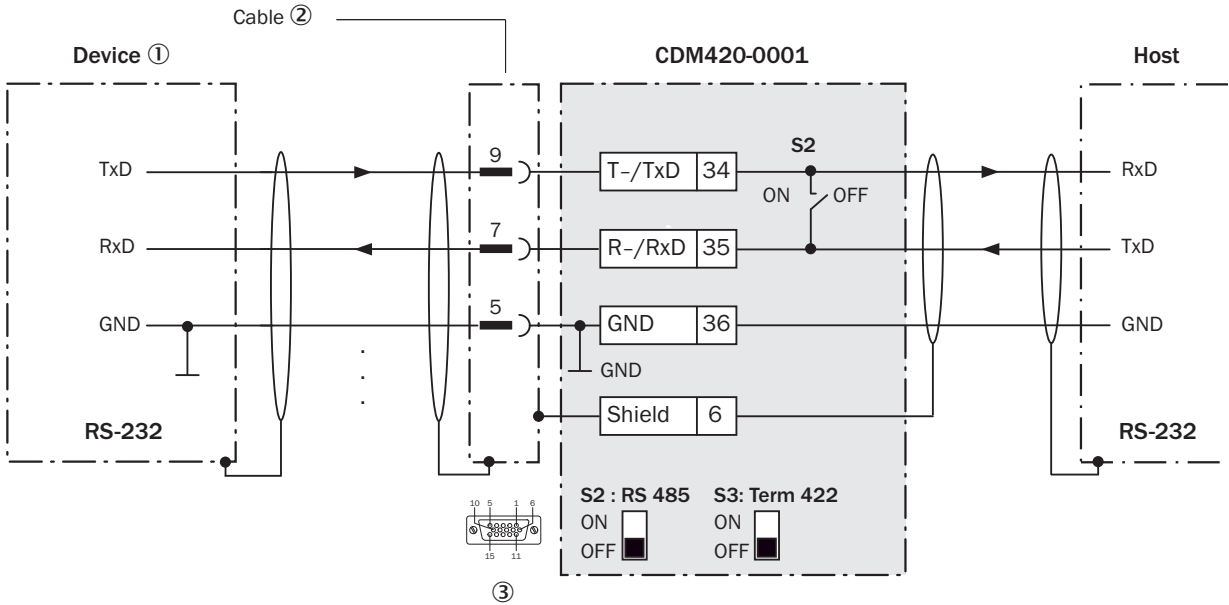 Cable ②
Device ①
CDM420-0001
Host
TxD
9
T–/TxD 34
S2
RxD
ON OFF
RxD
7
R–/RxD 35
TxD
GND
5
GND 36
GND
GND
Shield 6
RS-232
RS-232
S2 : RS 485 S3: Term 422
10 5 1 6
ON ON
OFF OFF
15 11
③